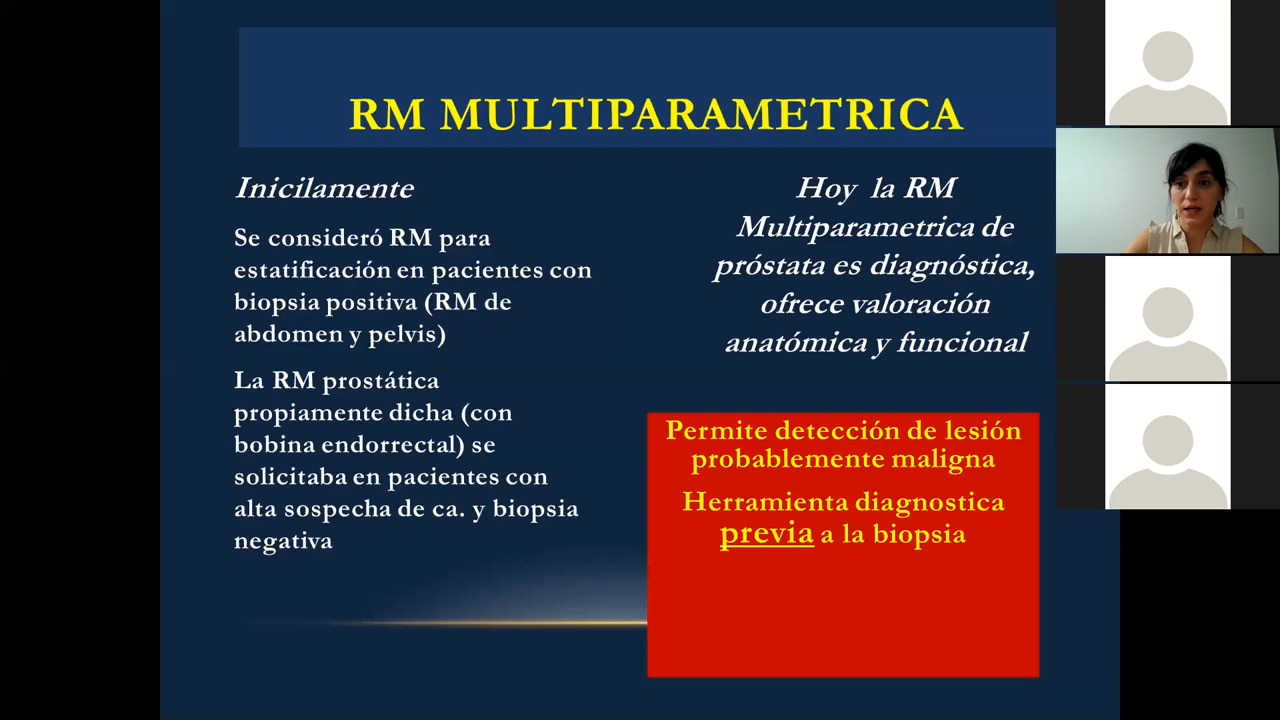 RM MULTIPARAMETRICA
Inicilamente
Se consideró RM para
estatificación en pacientes con
biopsia positiva (RM de
abdomen y pelvis)
La RM prostática
propiamente dicha (con
bobina endorrectal) se
solicitaba en pacientes con
alta sospecha de ca. y biopsia
negativa
Hoy la RM
Multiparametrica de
próstata es diagnóstica,
ofrece valoración
anatómica y funcional
Permite detección de lesión
probablemente maligna
Herramienta diagnostica
previa a la biopsia